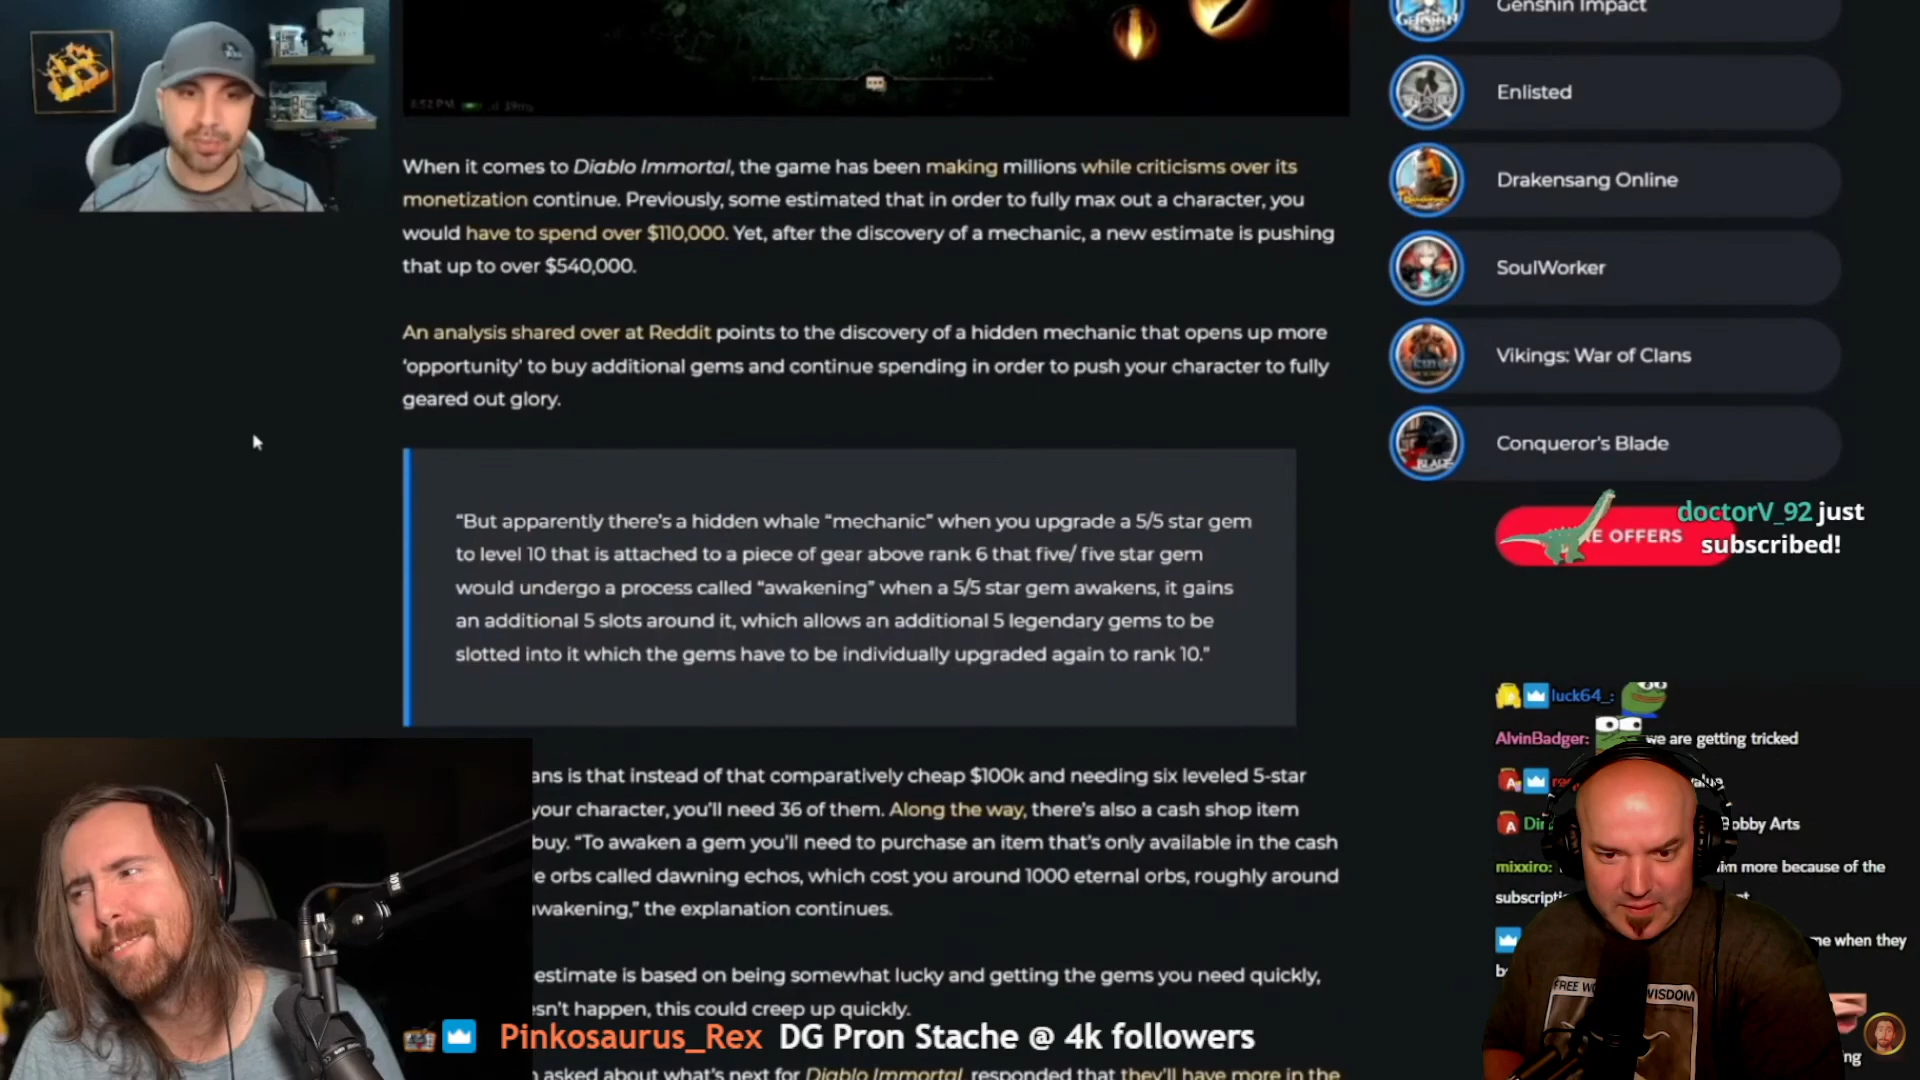 Genshin Impact
Enlisted
Drakensang Online
SoulWorker
Vikings: War of Clans
Conqueror's Blade
E OFFERS
doctorV_92 just
subscribed!
8:52 PM
When it comes to Diablo Immortal, the game has been making millions while criticisms over its
monetization continue. Previously, some estimated that in order to fully max out a character, you
would have to spend over $110,000. Yet, after the discovery of a mechanic, a new estimate is pushing
that up to over $540,000.
An analysis shared over at Reddit points to the discovery of a hidden mechanic that opens up more
‘opportunity’ to buy additional gems and continue spending in order to push your character to fully
geared out glory.
“But apparently there’s a hidden whale “mechanic” when you upgrade a 5/5 star gem
to level 10 that is attached to a piece of gear above rank 6 that five/ five star gem
would undergo a process called “awakening” when a 5/5 star gem awakens, it gains
an additional 5 slots around it, which allows an additional 5 legendary gems to be
slotted into it which the gems have to be individually upgraded again to rank 10.”
ans is that instead of that comparatively cheap $100k and needing six leveled 5-star
your character, you’ll need 36 of them. Along the way, there’s also a cash shop item
buy. “To awaken a gem you’ll need to purchase an item that’s only available in the cash
e orbs called dawning echos, which cost you around 1000 eternal orbs, roughly around
wakening,” the explanation continues.
estimate is based on being somewhat lucky and getting the gems you need quickly,
sn’t happen, this could creep up quickly.
asked about what’s next for Diablo Immortal, responded that they’ll have more in the
luck64_:
AlvinBadger: we are getting tricked
value
Bobby Arts
mixxiro: im more because of the
subscripti
me when they
b
ng
FREE WISDOM
Pinkosaurus_Rex DG Pron Stache @ 4k followers